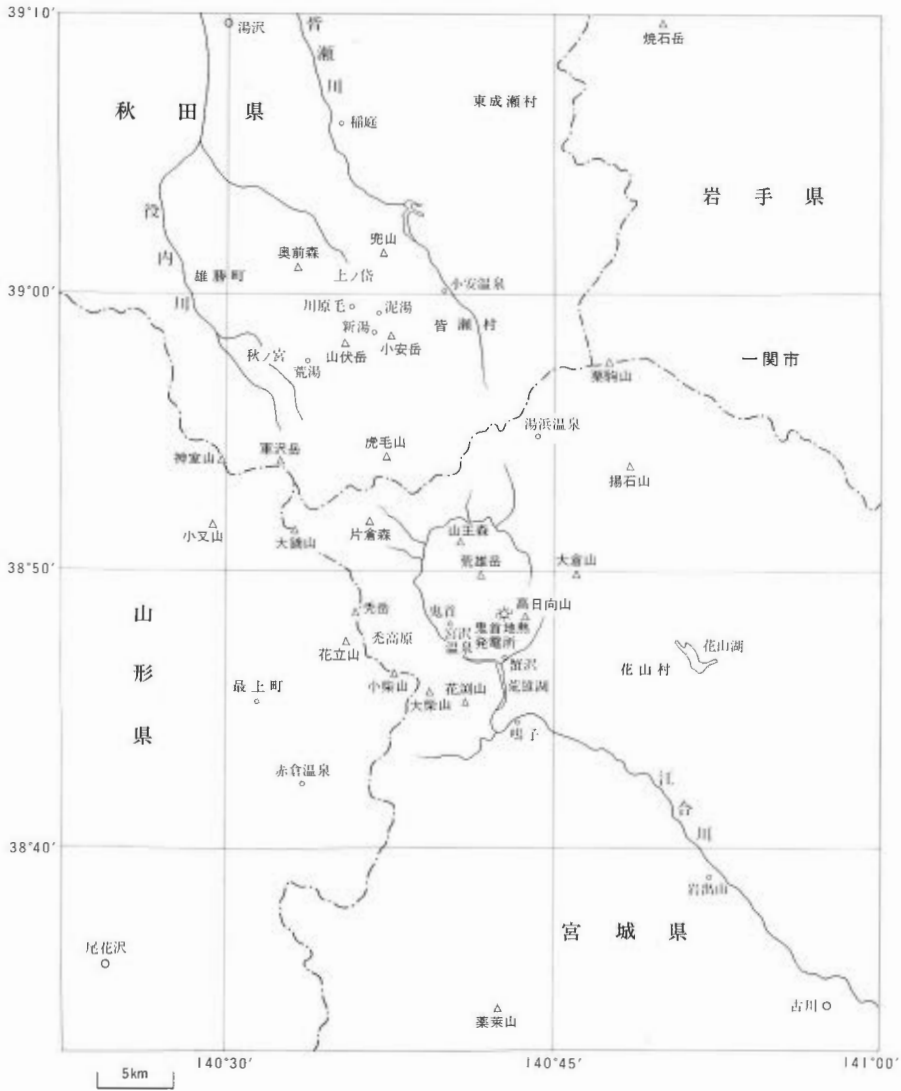 39°10′
湯沢
皆瀬川
焼石岳
秋田県
稲庭
東成瀬村
岩手県
役内川
奥前森
兜山
上ノ岱
雄勝町
小安温泉
39°00′
川原毛
泥湯
新湯
皆瀬村
山伏岳
小安岳
秋ノ宮
荒湯
一関市
栗駒山
湯浜温泉
神室山
軍沢岳
虎毛山
揚石山
小又山
大鏑山
片倉森
山王森
荒雄岳
大倉山
38°50′
山形県
禿岳
鬼首
高日向山
宮沢温泉
鬼首地熱
発電所
禿高原
花立山
蟹沢
花山村
花山湖
最上町
小柴山
大柴山
花渕山
荒雄湖
鳴子
赤倉温泉
江合川
38°40′
岩出山
宮城県
尾花沢
古川
薬莱山
140°30′
140°45′
141°00′
5km